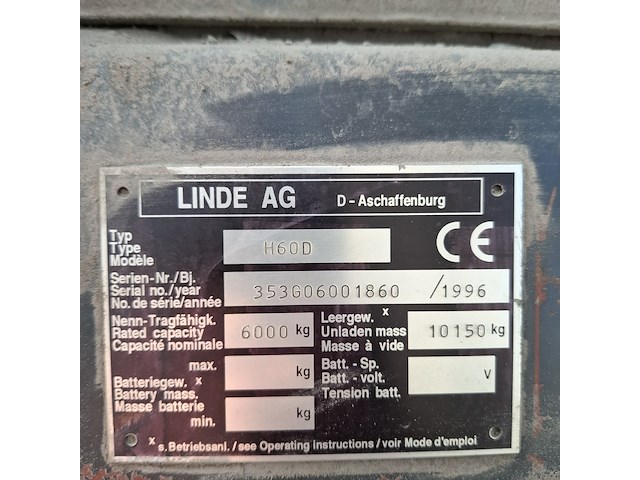 LINDE AG D - Aschaffenburg
Typ
Type H60D CE
Modèle
Serien-Nr./Bj.
Serial no./year 353G06001860 /1996
No. de série/année
Nenn-Tragfähigk. Leergew. x
Rated capacity 6000 kg Unladen mass 10150 kg
Capacité nominale Masse à vide
max. kg Batt. - Sp.
Batteriegew. x Batt. - volt. V
Battery mass. Tension batt.
Masse batterie
min. kg
x s. Betriebsanl. / see Operating instructions / voir Mode d'emploi